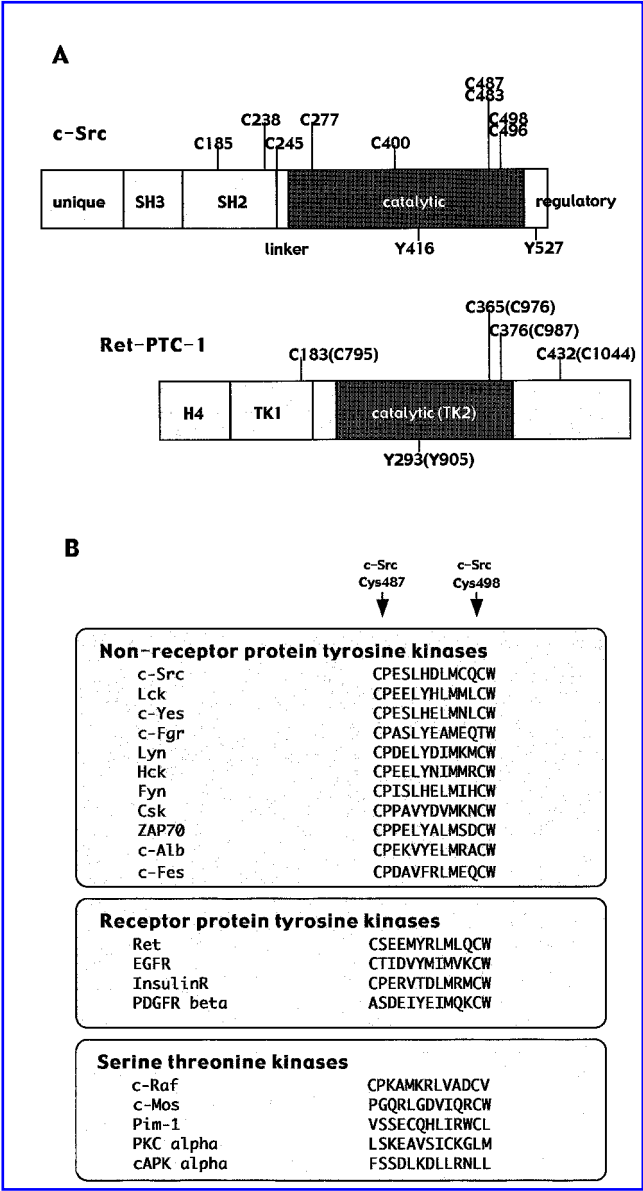 A
c-Src
C185
C238
C245
C277
C400
C487
C483
C498
C496
unique
SH3
SH2
catalytic
regulatory
linker
Y416
Y527
Ret-PTC-1
C183(C795)
C365(C976)
C376(C987)
C432(C1044)
H4
TK1
catalytic (TK2)
Y293(Y905)
B
c-Src
Cys487
c-Src
Cys498
Non-receptor protein tyrosine kinases
c-Src CPESLHDLMCQCW
Lck CPEELYHLMMLCW
c-Yes CPESLHELMNLCW
c-Fgr CPASLYEAMEQTW
Lyn CPDELYDIMKMCW
Hck CPEELYNIMMRCW
Fyn CPISLHELMIHCW
Csk CPPAVYDVMKNCW
ZAP70 CPPELYALMSDCW
c-Alb CPEKVYELMRACW
c-Fes CPDAVFRLMEQCW
Receptor protein tyrosine kinases
Ret CSEEMYRLMLQCW
EGFR CTIDVYMIMVKCW
InsulinR CPERVTDLMRMCW
PDGFR beta ASDEIYEIMQKCW
Serine threonine kinases
c-Raf CPKAMKRLVADCV
c-Mos PGQRLGDVIQRCW
Pim-1 VSSECQHLIRWCL
PKC alpha LSKEAVSICKGLM
cAPK alpha FSSDLKDLLRNLL